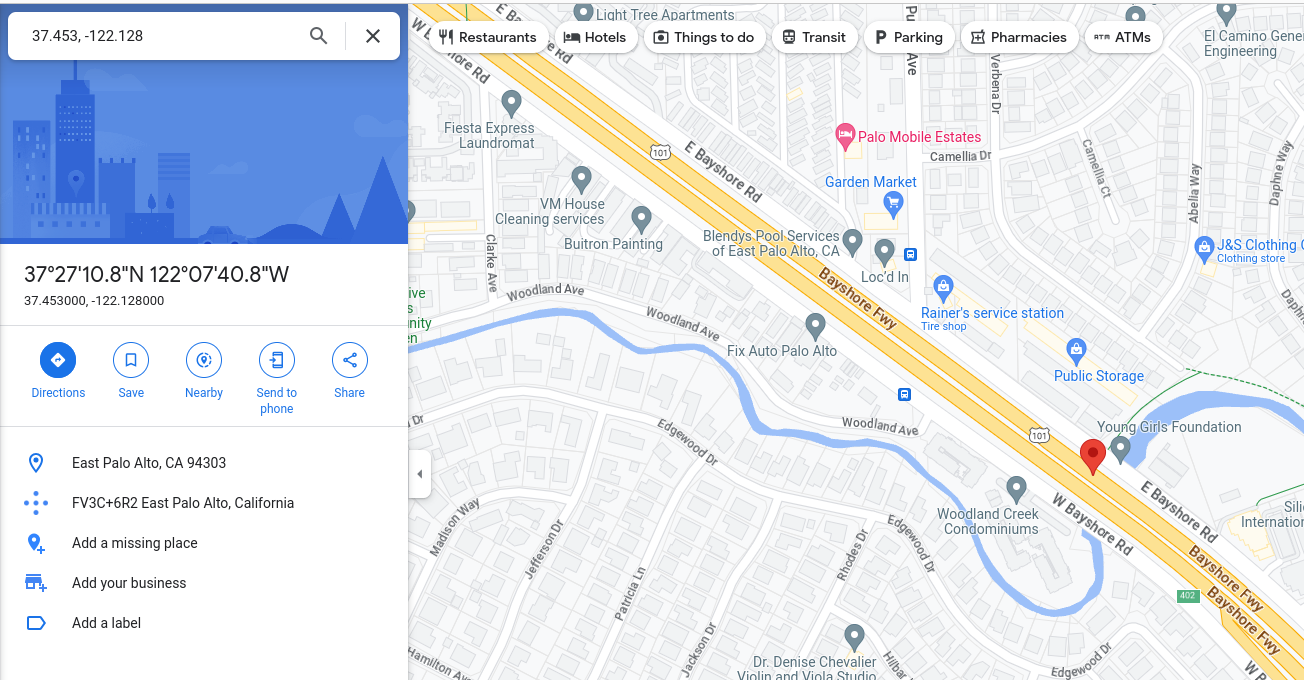 37.453, -122.128
37°27'10.8"N 122°07'40.8"W
37.453000, -122.128000
Directions
Save
Nearby
Send to
phone
Share
East Palo Alto, CA 94303
FV3C+6R2 East Palo Alto, California
Add a missing place
Add your business
Add a label
Restaurants
Hotels
Things to do
Transit
Parking
Pharmacies
ATM
ATMs
Light Tree Apartments
El Camino Gener
Engineering
Ave
Verbena Dr
Fiesta Express
Laundromat
101
E Bayshore Rd
Palo Mobile Estates
Camellia Dr
Camellia Ct
Abelia Way
Daphne Way
Garden Market
VM House
Cleaning services
Buitron Painting
Blendys Pool Services
of East Palo Alto, CA
Loc'd In
J&S Clothing C
Clothing store
Clarke Ave
Woodland Ave
Bayshore Fwy
Rainer's service station
Tire shop
Woodland Ave
Fix Auto Palo Alto
Public Storage
Woodland Ave
Young Girls Foundation
101
Dr
Edgewood Dr
Woodland Creek
Condominiums
W Bayshore Rd
E Bayshore Rd
Internation
Madison Way
Jefferson Dr
Patricia Ln
Rhodes Dr
Edgewood Dr
Bayshore Fwy
402
Bayshore Fwy
Jackson Dr
Hamilton Ave
Dr. Denise Chevalier
Violin and Viola Studio
Edgewood Dr